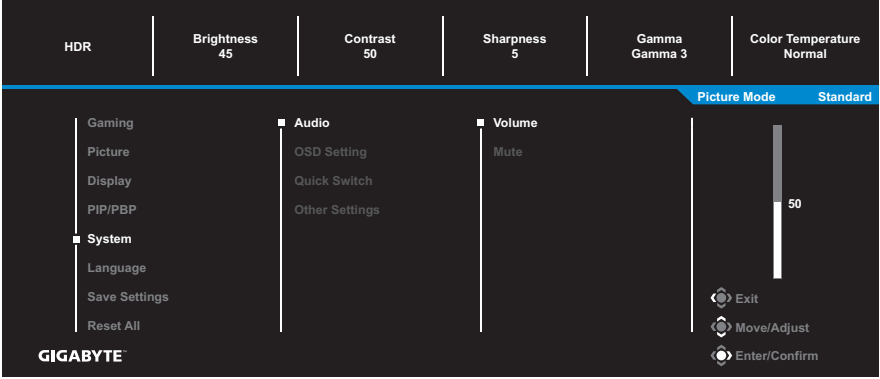 HDR
Brightness
45
Contrast
50
Sharpness
5
Gamma
Gamma 3
Color Temperature
Normal
Picture Mode Standard
Gaming
Picture
Display
PIP/PBP
System
Language
Save Settings
Reset All
Audio
OSD Setting
Quick Switch
Other Settings
Volume
Mute
50
Exit
Move/Adjust
Enter/Confirm
GIGABYTE™